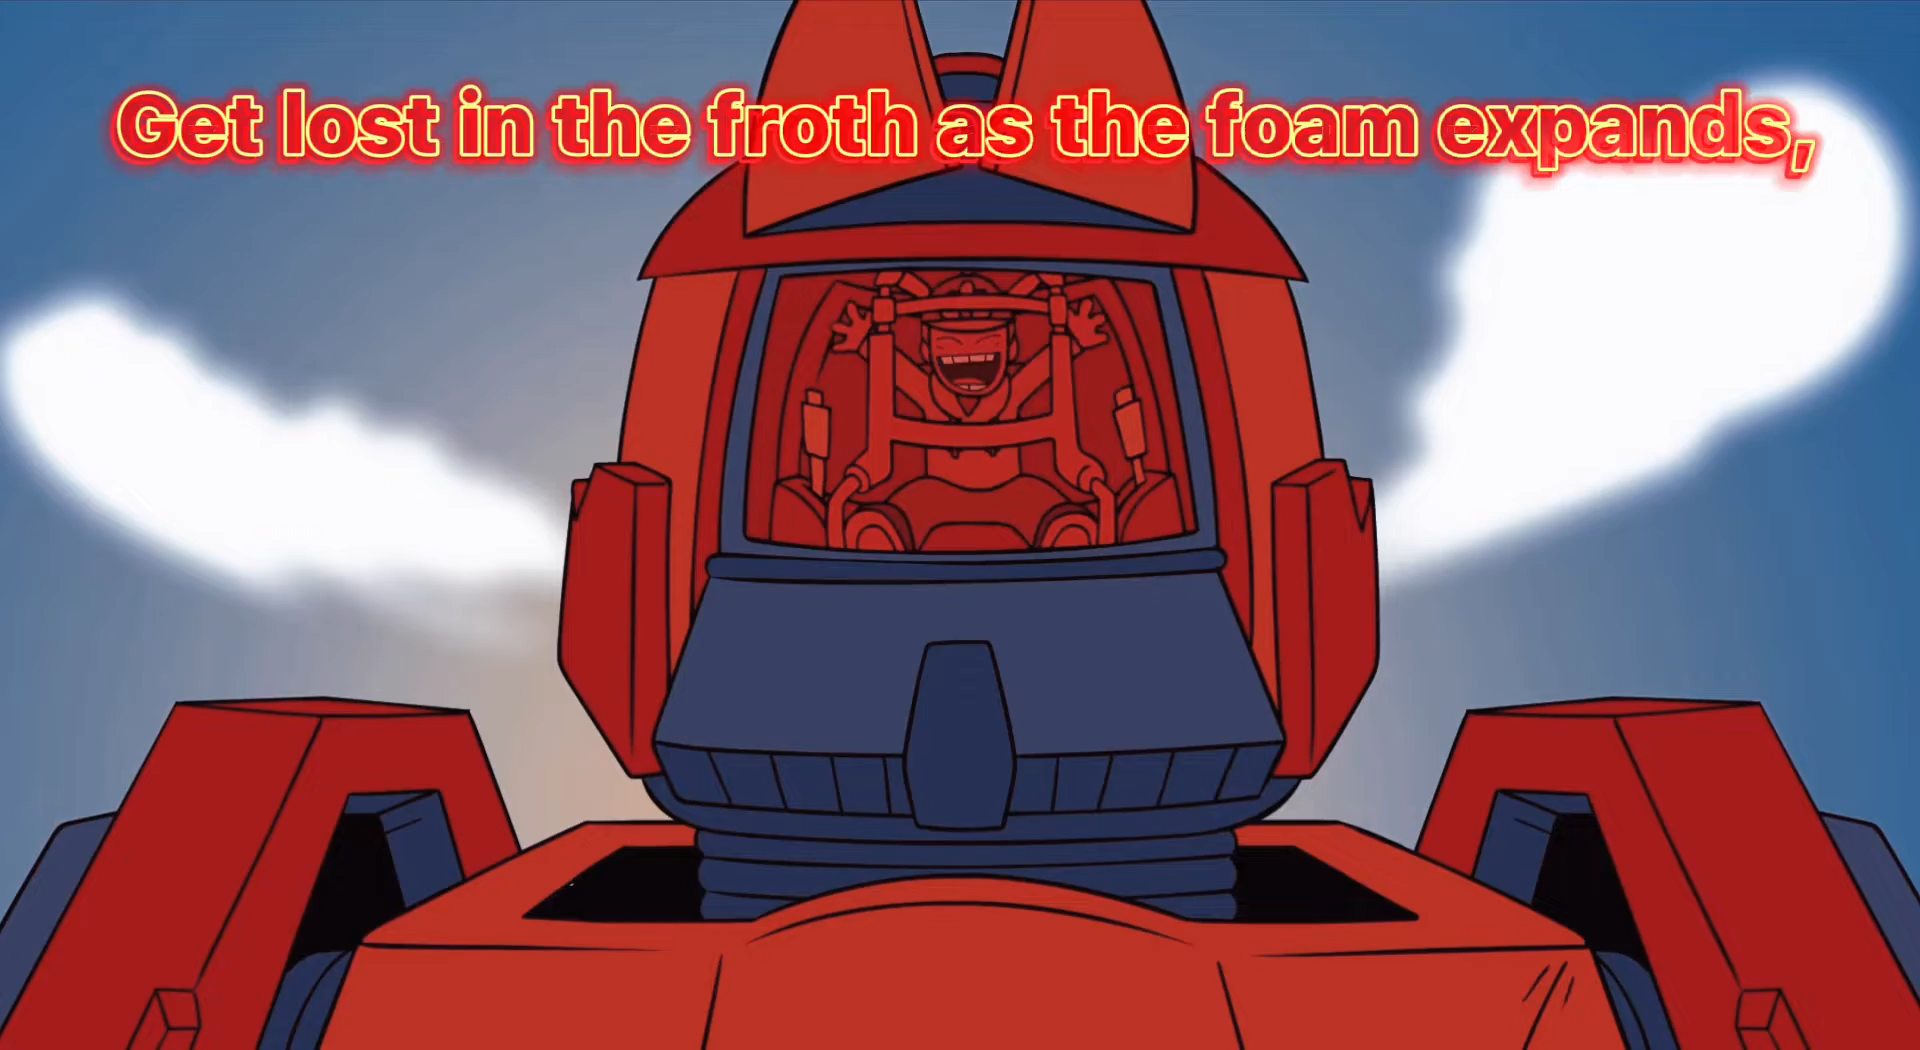 Get lost in the froth as the foam expands,